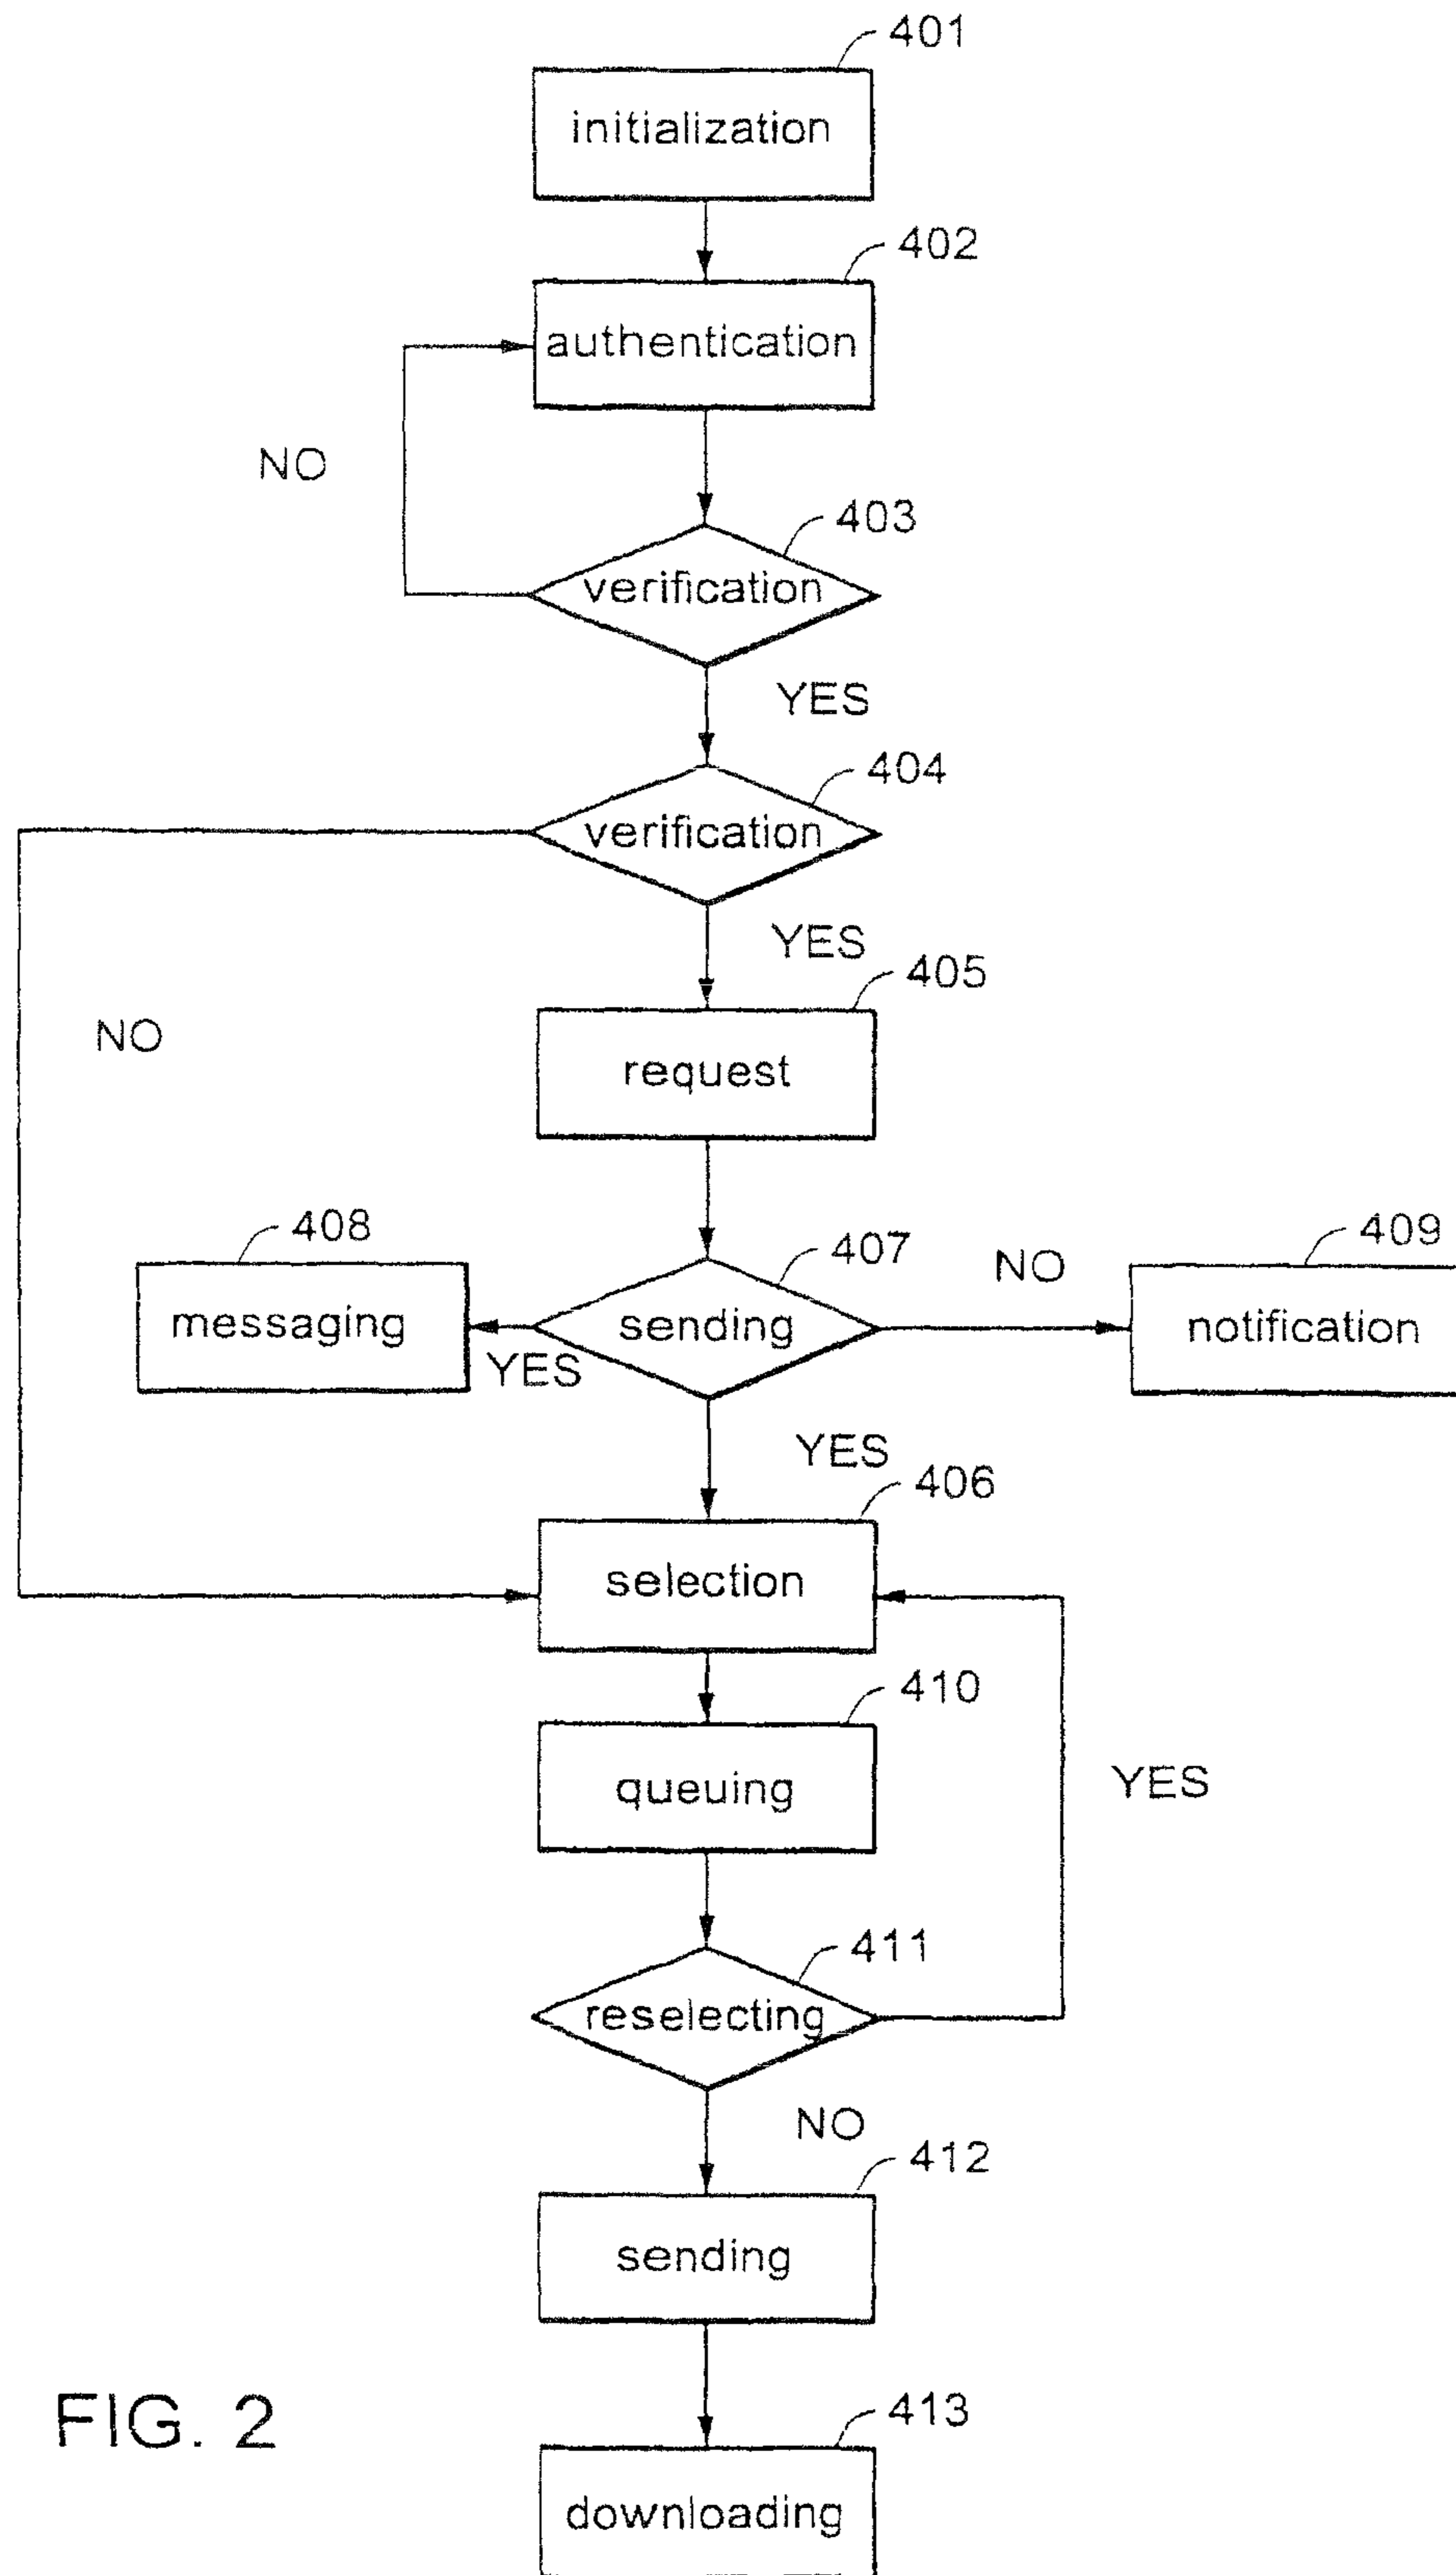 401
initialization
402
authentication
NO
403
verification
YES
404
verification
YES
405
request
NO
408
407
409
NO
messaging
sending
notification
YES
YES
406
selection
410
queuing
YES
411
reselecting
NO
412
sending
FIG. 2
413
downloading